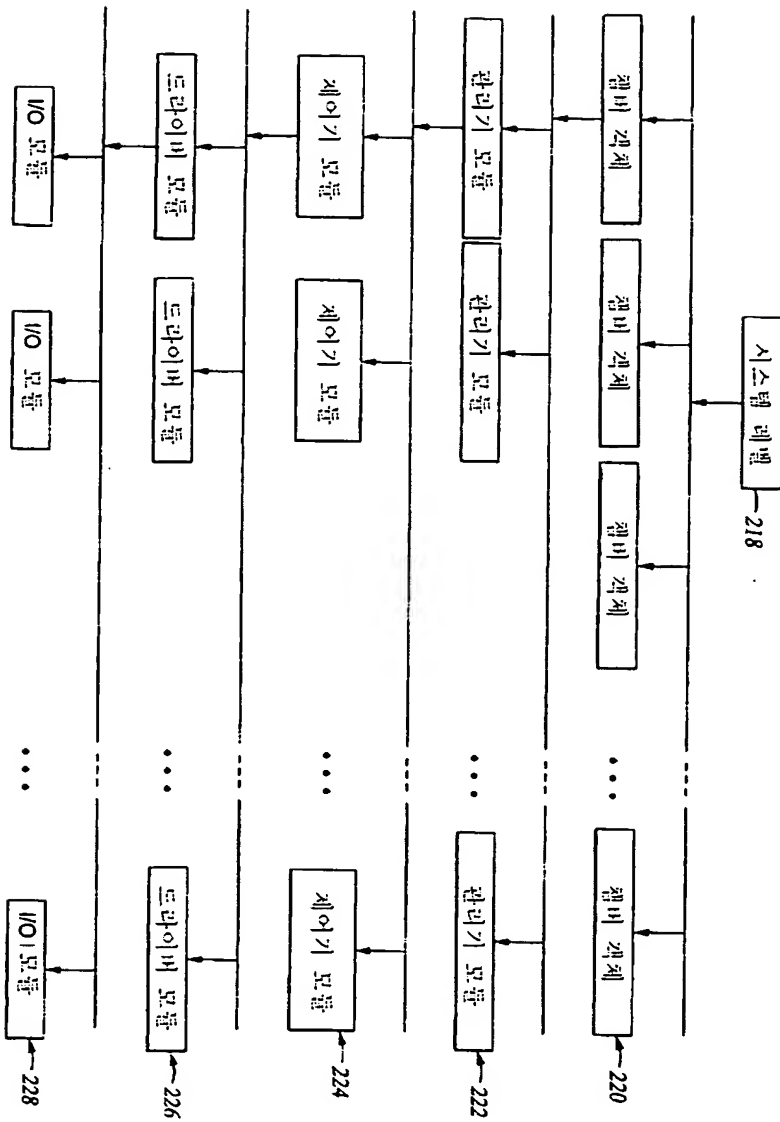 시스템 레벨
218
챔버 객체
챔버 객체
챔버 객체
챔버 객체
220
관리기 모듈
관리기 모듈
관리기 모듈
222
제어기 모듈
제어기 모듈
제어기 모듈
224
드라이버 모듈
드라이버 모듈
드라이버 모듈
226
I/O 모듈
I/O 모듈
I/O 모듈
228